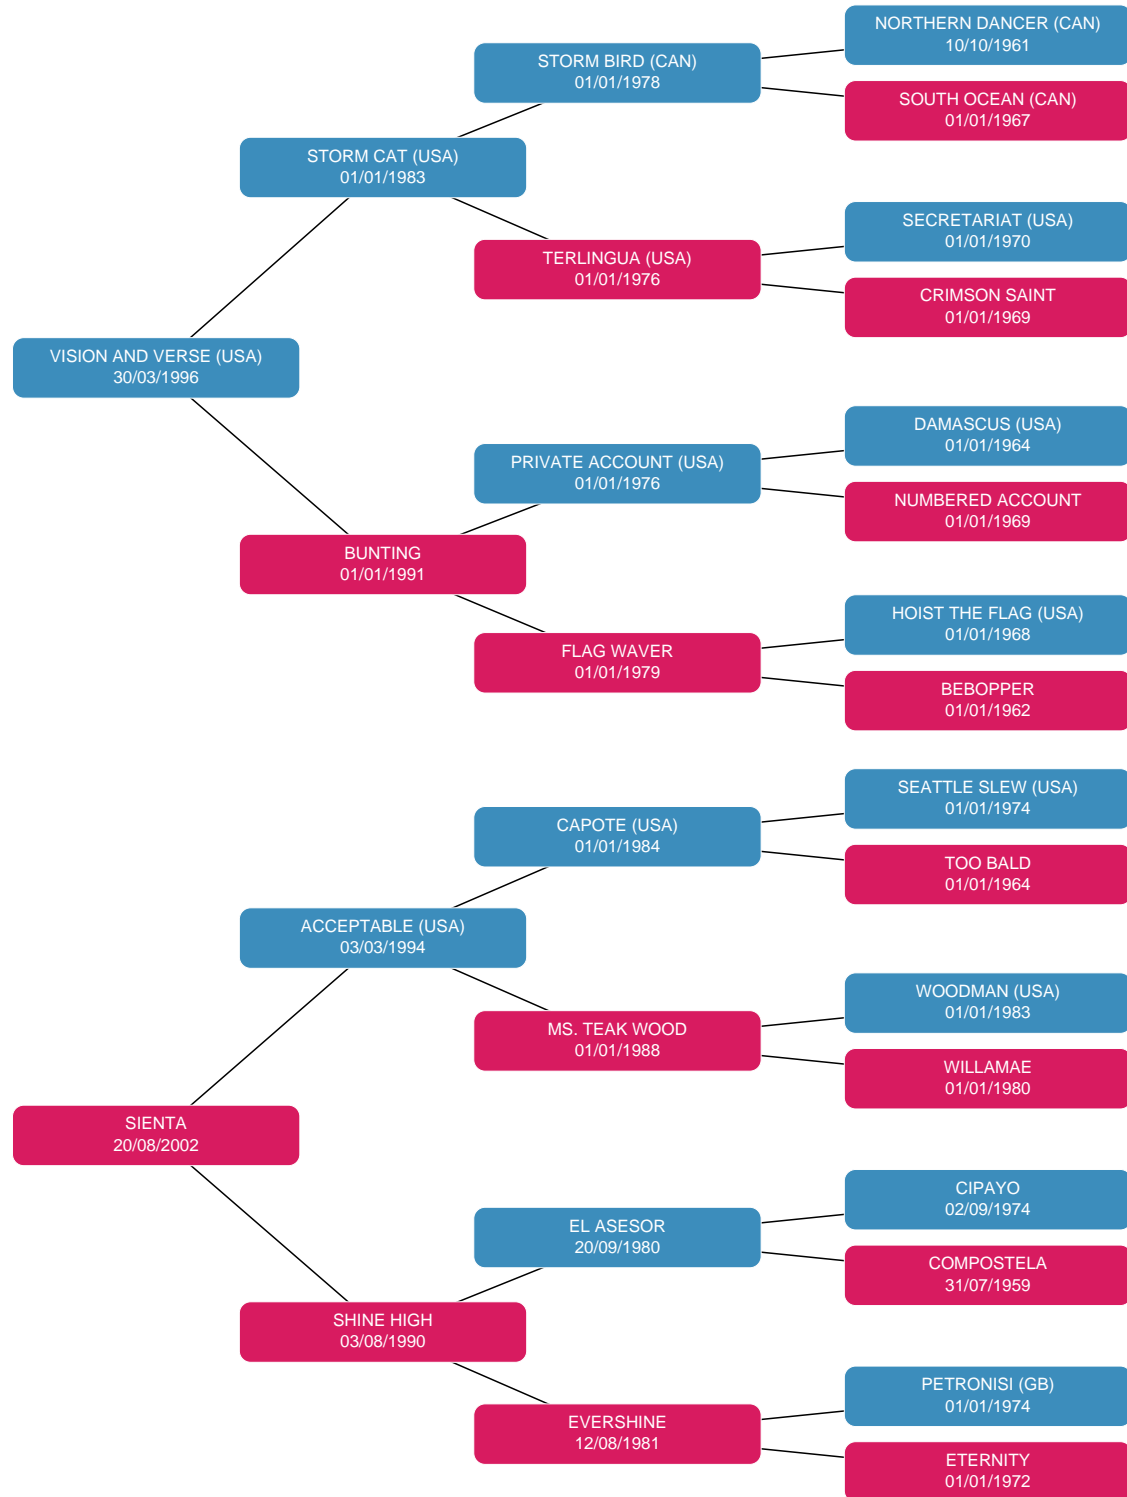 NORTHERN DANCER (CAN)
10/10/1961
STORM BIRD (CAN)
01/01/1978
SOUTH OCEAN (CAN)
01/01/1967
STORM CAT (USA)
01/01/1983
SECRETARIAT (USA)
01/01/1970
TERLINGUA (USA)
01/01/1976
CRIMSON SAINT
01/01/1969
VISION AND VERSE (USA)
30/03/1996
DAMASCUS (USA)
01/01/1964
PRIVATE ACCOUNT (USA)
01/01/1976
NUMBERED ACCOUNT
01/01/1969
BUNTING
01/01/1991
HOIST THE FLAG (USA)
01/01/1968
FLAG WAVER
01/01/1979
BEBOPPER
01/01/1962
SEATTLE SLEW (USA)
01/01/1974
CAPOTE (USA)
01/01/1984
TOO BALD
01/01/1964
ACCEPTABLE (USA)
03/03/1994
WOODMAN (USA)
01/01/1983
MS. TEAK WOOD
01/01/1988
WILLAMAE
01/01/1980
SIENTA
20/08/2002
CIPAYO
02/09/1974
EL ASESOR
20/09/1980
COMPOSTELA
31/07/1959
SHINE HIGH
03/08/1990
PETRONISI (GB)
01/01/1974
EVERSHINE
12/08/1981
ETERNITY
01/01/1972